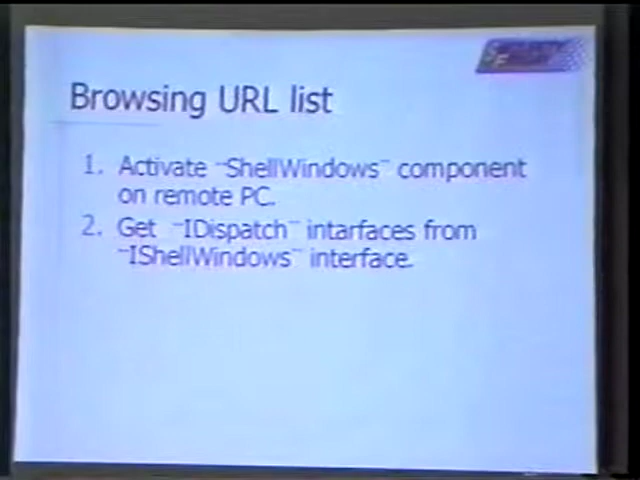 Browsing URL list
1. Activate "ShellWindows" component
on remote PC.
2. Get "IDispatch" intarfaces from
"IShellWindows" interface.